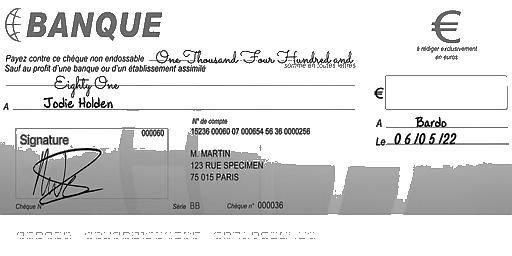 BANQUE
€
à rédiger exclusivement
en euros
Payez contre ce chéque non endossable One Thousand Four Hundred and
somme en toutes lettres
Sauf au profit d'une banque ou d'un établissement assimilé
Eighty One
€
A Jodie Holden
A Bardo
Le 06/05/22
Signature 000060
N° de compte
15236 00060 07 000654 56 36 0000256
M. MARTIN
123 RUE SPECIMEN
75 015 PARIS
Chéque N° Série BB Chéque n° 000036